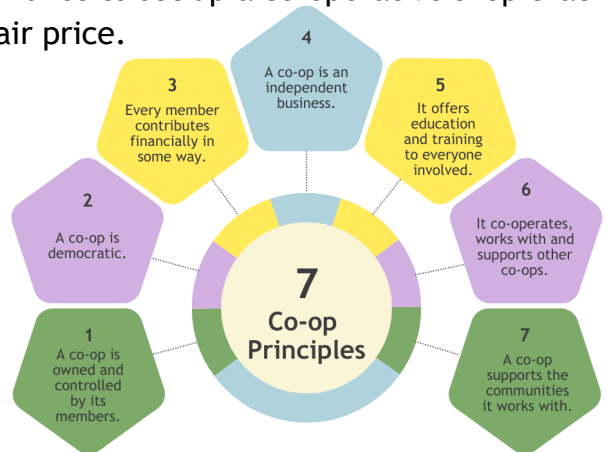 air price.
1
A co-op is
owned and
controlled
by its
members.
2
A co-op is
democratic.
3
Every member
contributes
financially in
some way.
4
A co-op is an
independent
business.
5
It offers
education
and training
to everyone
involved.
6
It co-operates,
works with and
supports other
co-ops.
7
A co-op
supports the
communities
it works with.
7
Co-op
Principles